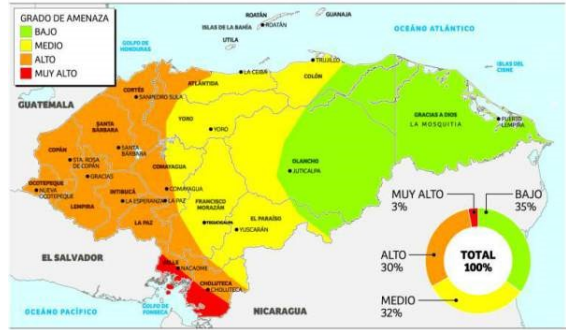 GRADO DE AMENAZA
BAJO
MEDIO
ALTO
MUY ALTO
ROATÁN
GUANAJA
ISLAS DE LA BAHÍA
ROATÁN
UTILA
OCÉANO ATLÁNTICO
GOLFO DE
HONDURAS
ISLAS DEL
CISNE
TRUJILLO
LA CEIBA
COLÓN
ATLÁNTIDA
CORTÉS
SAN PEDRO SULA
GUATEMALA
YORO
YORO
GRACIAS A DIOS
LA MOSQUITIA
PUERTO
LEMPIRA
SANTA
BÁRBARA
SANTA
BÁRBARA
COPÁN
STA. ROSA
DE COPÁN
GRACIAS
OCOTEPEQUE
NUEVA
OCOTEPEQUE
LEMPIRA
INTIBUCÁ
LA ESPERANZA
LA PAZ
LA PAZ
COMAYAGUA
COMAYAGUA
OLANCHO
JUTICALPA
FRANCISCO
MORAZÁN
EL PARAÍSO
YUSCARÁN
EL SALVADOR
VALLE
NACAOME
CHOLUTECA
CHOLUTECA
GOLFO DE
FONSECA
OCÉANO PACÍFICO
NICARAGUA
MUY ALTO
3%
BAJO
35%
ALTO
30%
TOTAL
100%
MEDIO
32%